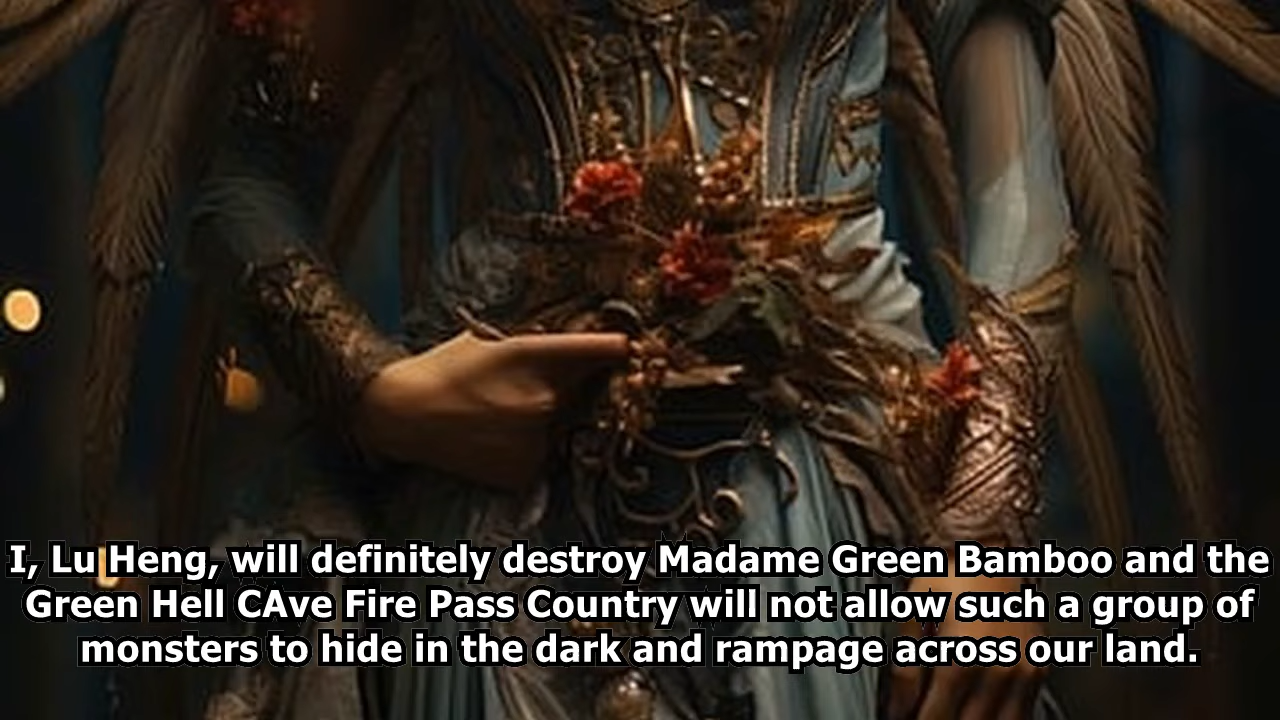 I, Lu Heng, will definitely destroy Madame Green Bamboo and the
Green Hell CAve Fire Pass Country will not allow such a group of
monsters to hide in the dark and rampage across our land.